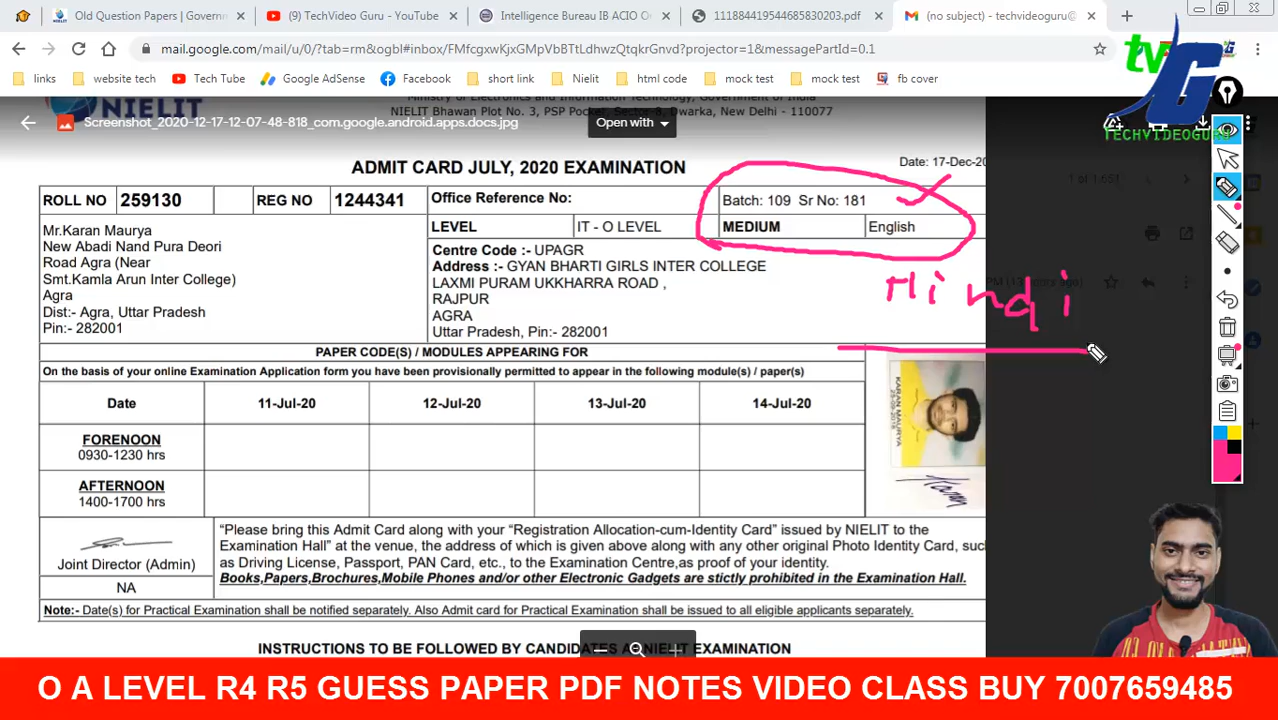 Old Question Papers | Governm
(9) TechVideo Guru - YouTube
Intelligence Bureau IB ACIO O
111884419544685830203.pdf
(no subject) - techvideoguru@
mail.google.com/mail/u/0/?tab=rm&ogbl#inbox/FMfcgxwKjxGMpVbBTtLdhwzQtqkrGnvd?projector=1&messagePartId=0.1
links
website tech
Tech Tube
Google AdSense
Facebook
short link
Nielit
html code
mock test
mock test
fb cover
NIELIT
Ministry of Electronics and Information Technology, Government of India
NIELIT Bhawan Plot No. 3, PSP Pocket, Sector-8, Dwarka, New Delhi - 110077
Screenshot_2020-12-17-12-07-48-818_com.google.android.apps.docs.jpg
Open with
tv G
TECHVIDEOGURU
ADMIT CARD JULY, 2020 EXAMINATION
Date: 17-Dec-20
1 of 1,651
ROLL NO 259130 REG NO 1244341
Office Reference No:
Batch: 109 Sr No: 181
LEVEL IT - O LEVEL
MEDIUM English
Mr.Karan Maurya
New Abadi Nand Pura Deori
Road Agra (Near
Smt.Kamla Arun Inter College)
Agra
Dist:- Agra, Uttar Pradesh
Pin:- 282001
Centre Code :- UPAGR
Address :- GYAN BHARTI GIRLS INTER COLLEGE
LAXMI PURAM UKKHARRA ROAD ,
RAJPUR
AGRA
Uttar Pradesh, Pin:- 282001
Hindi
PAPER CODE(S) / MODULES APPEARING FOR
On the basis of your online Examination Application form you have been provisionally permitted to appear in the following module(s) / paper(s)
Date 11-Jul-20 12-Jul-20 13-Jul-20 14-Jul-20
FORENOON
0930-1230 hrs
AFTERNOON
1400-1700 hrs
KARAN MAURYA
Karan
Joint Director (Admin)
NA
"Please bring this Admit Card along with your "Registration Allocation-cum-Identity Card" issued by NIELIT to the
Examination Hall" at the venue, the address of which is given above along with any other original Photo Identity Card, suc
as Driving License, Passport, PAN Card, etc., to the Examination Centre,as proof of your identity.
Books,Papers,Brochures,Mobile Phones and/or other Electronic Gadgets are stictly prohibited in the Examination Hall.
Note:- Date(s) for Practical Examination shall be notified separately. Also Admit card for Practical Examination shall be issued to all eligible applicants separately.
INSTRUCTIONS TO BE FOLLOWED BY CANDIDATES AT NIELIT EXAMINATION
O A LEVEL R4 R5 GUESS PAPER PDF NOTES VIDEO CLASS BUY 7007659485